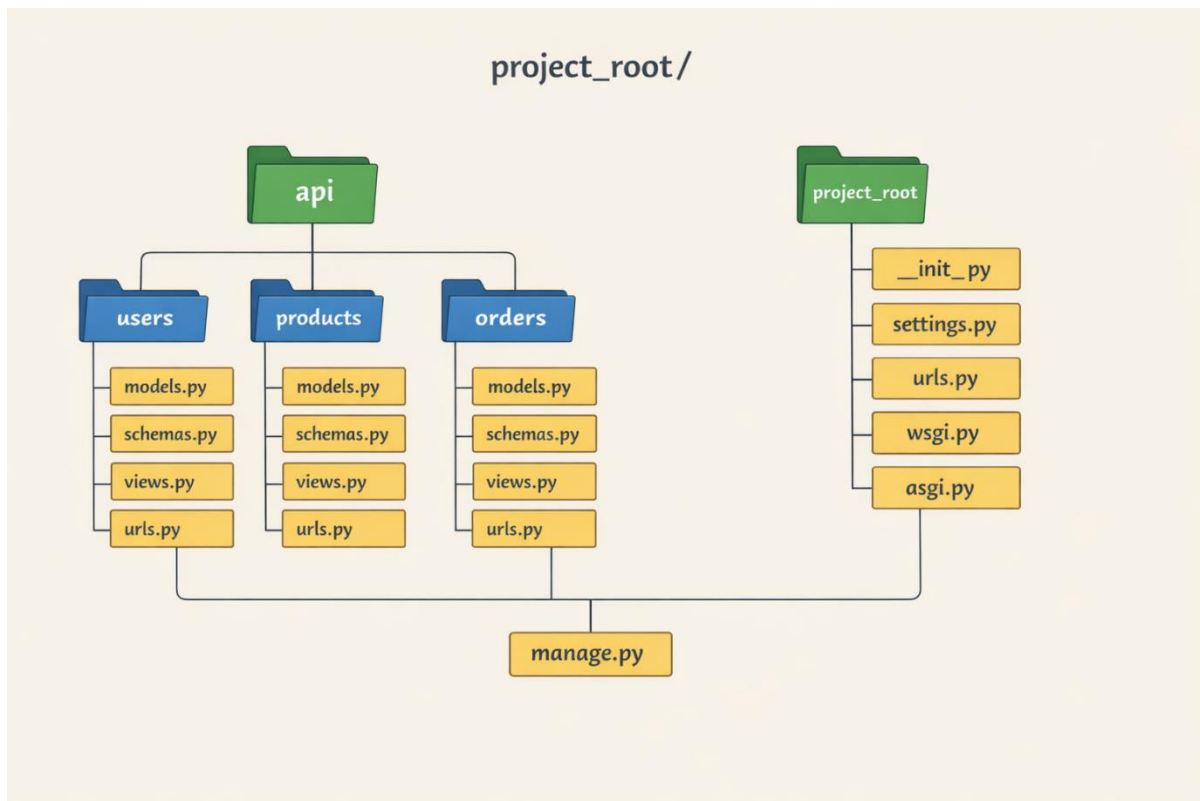 project_root/
api
project_root
users
products
orders
models.py
schemas.py
views.py
urls.py
models.py
schemas.py
views.py
urls.py
models.py
schemas.py
views.py
urls.py
__init_ py
settings.py
urls.py
wsgi.py
asgi.py
manage.py